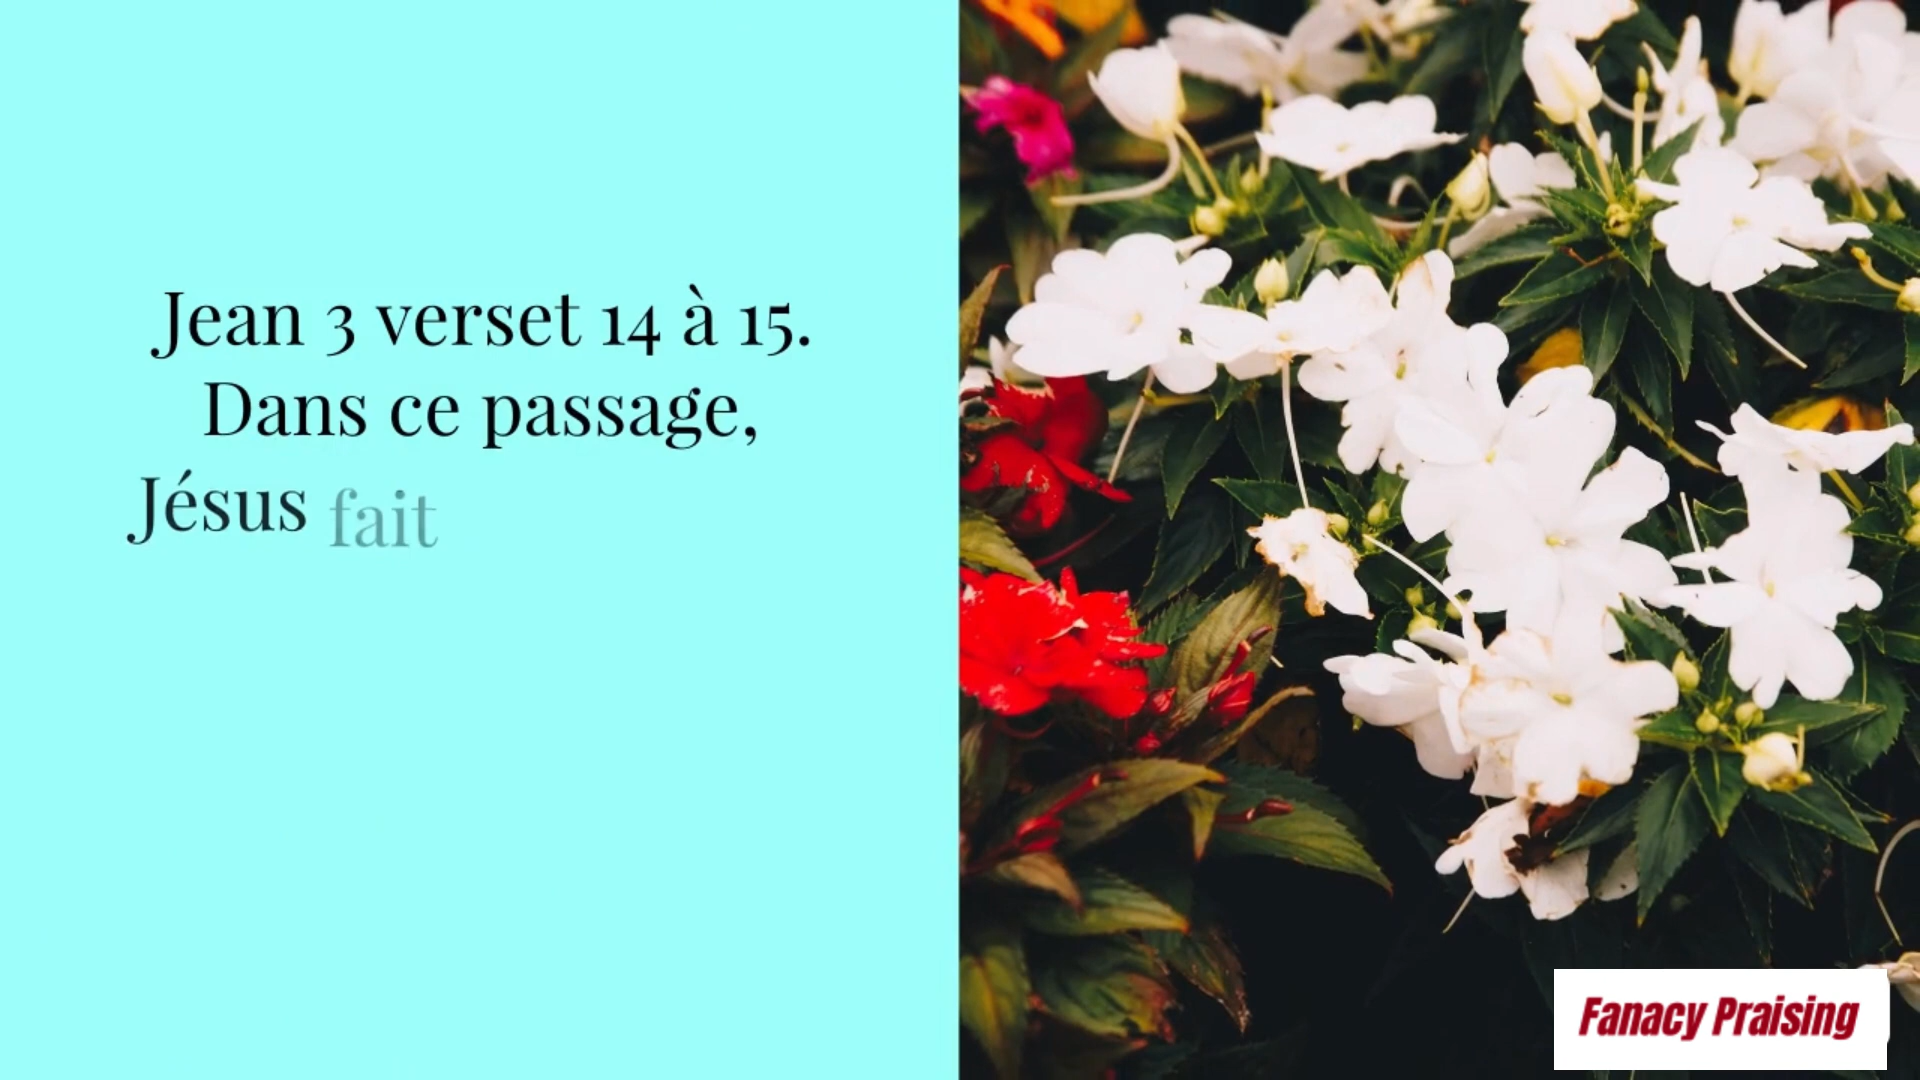 Jean 3 verset 14 à 15.
Dans ce passage,
Jésus fait
Fanacy Praising